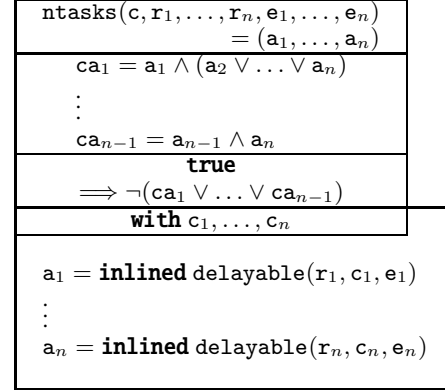 ntasks(c, r₁, . . . , rₙ, e₁, . . . , eₙ)
= (a₁, . . . , aₙ)
ca₁ = a₁ ∧ (a₂ ∨ . . . ∨ aₙ)
⋮
caₙ₋₁ = aₙ₋₁ ∧ aₙ
true
⟹ ¬(ca₁ ∨ . . . ∨ caₙ₋₁)
with c₁, . . . , cₙ
a₁ = inlined delayable(r₁, c₁, e₁)
⋮
aₙ = inlined delayable(rₙ, cₙ, eₙ)